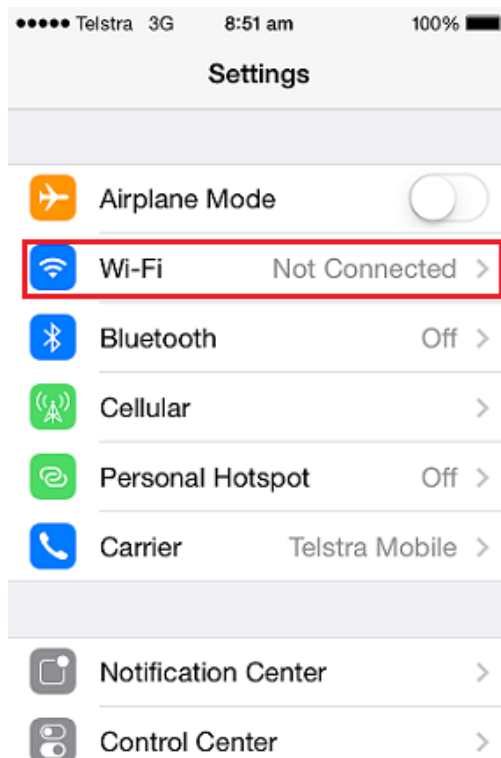 Telstra 3G 8:51 am 100%
Settings
Airplane Mode
Wi-Fi Not Connected
Bluetooth Off
Cellular
Personal Hotspot Off
Carrier Telstra Mobile
Notification Center
Control Center